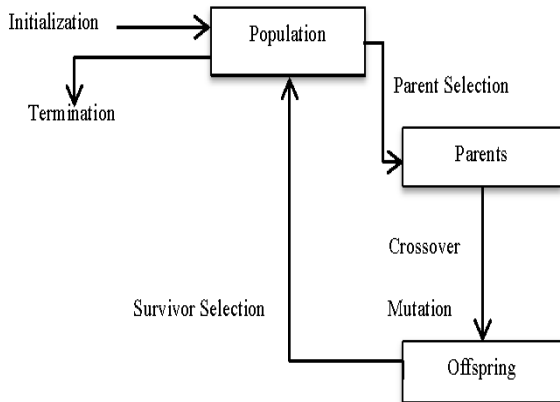 Initialization
Population
Termination
Parent Selection
Parents
Crossover
Survivor Selection
Mutation
Offspring